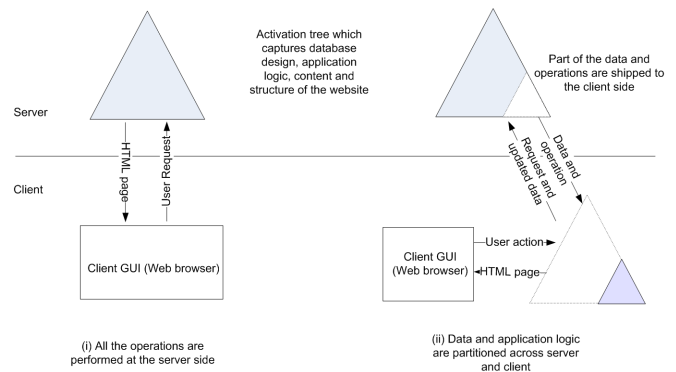 Activation tree which
captures database
design, application
logic, content and
structure of the website
Part of the data and
operations are shipped to
the client side
Server
HTML page
User Request
Request and
updated data
Data and
operation
Client
Client GUI (Web browser)
Client GUI
(Web browser)
User action
HTML page
(i) All the operations are
performed at the server side
(ii) Data and application logic
are partitioned across server
and client